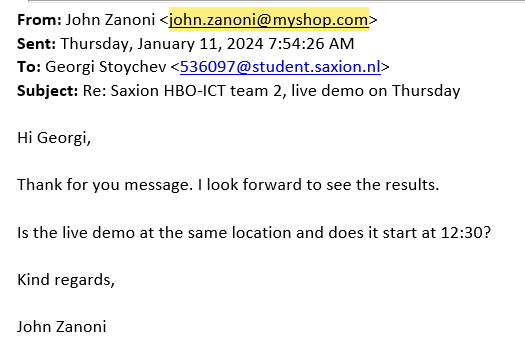 From: John Zanoni <john.zanoni@myshop.com>
Sent: Thursday, January 11, 2024 7:54:26 AM
To: Georgi Stoychev <536097@student.saxion.nl>
Subject: Re: Saxion HBO-ICT team 2, live demo on Thursday
Hi Georgi,
Thank for you message. I look forward to see the results.
Is the live demo at the same location and does it start at 12:30?
Kind regards,
John Zanoni